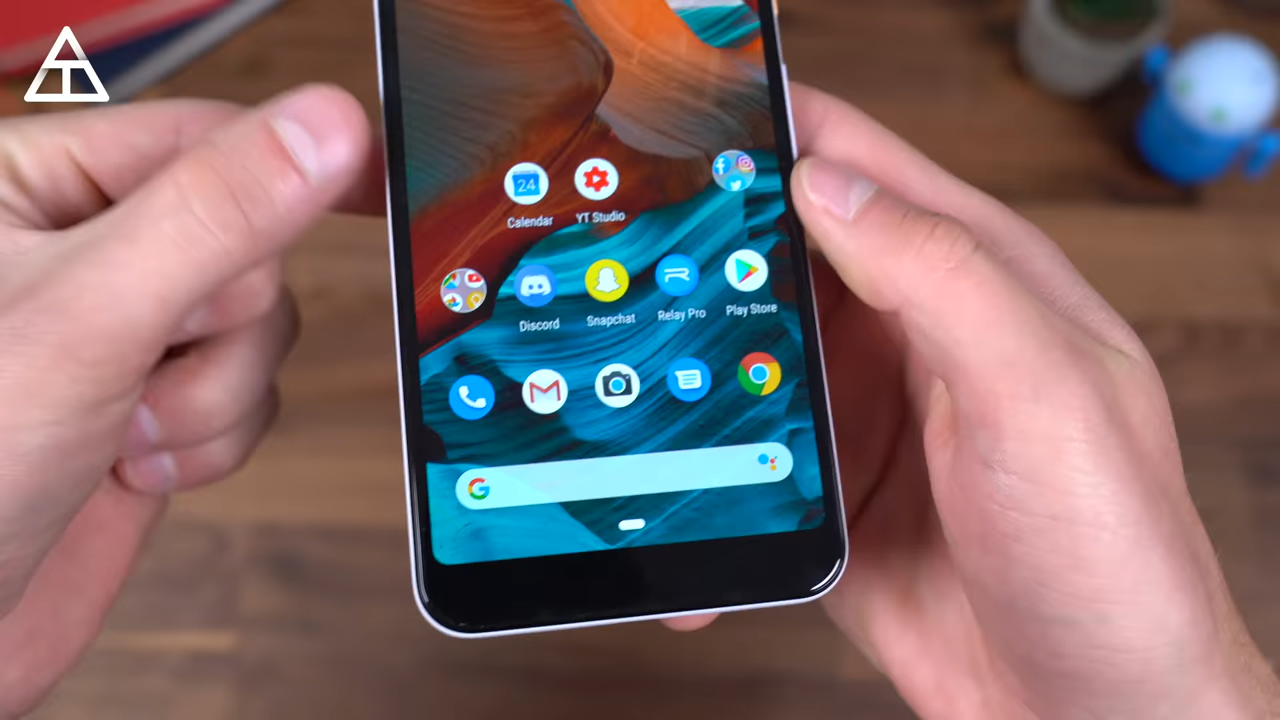 24
Calendar
YT Studio
Discord
Snapchat
Relay Pro
Play Store
G